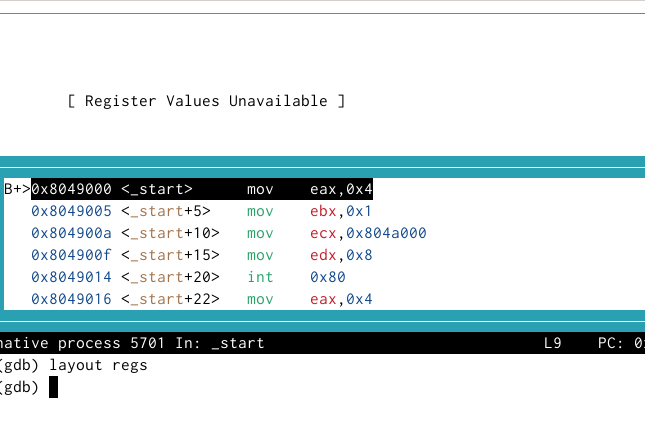 [ Register Values Unavailable ]
B+>0x8049000 <_start>      mov    eax,0x4
0x8049005 <_start+5>    mov    ebx,0x1
0x804900a <_start+10>   mov    ecx,0x804a000
0x804900f <_start+15>   mov    edx,0x8
0x8049014 <_start+20>   int    0x80
0x8049016 <_start+22>   mov    eax,0x4
native process 5701 In: _start L9 PC: 0x
(gdb) layout regs
(gdb)